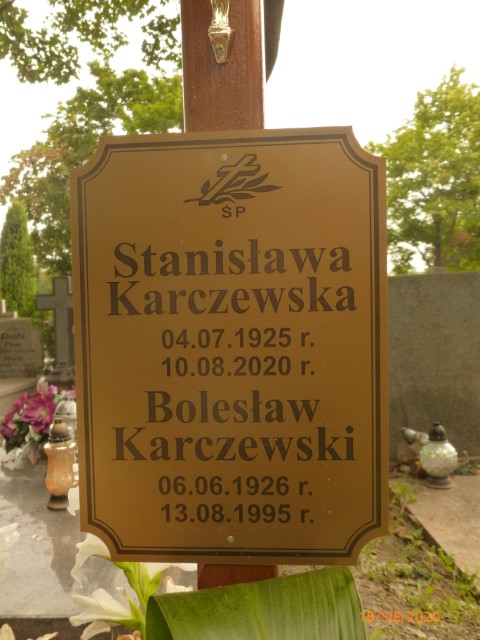 ŚP
Stanisława
Karczewska
04.07.1925 r.
10.08.2020 r.
Bolesław
Karczewski
06.06.1926 r.
13.08.1995 r.